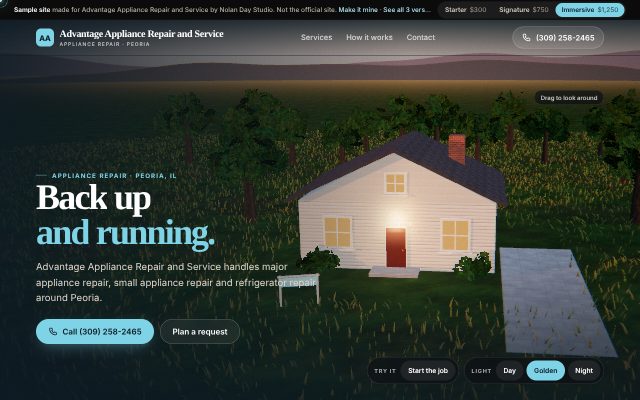 Sample site made for Advantage Appliance Repair and Service by Nolan Day Studio. Not the official site. Make it mine · See all 3 vers...
Starter $300 Signature $750 Immersive $1,250
AA Advantage Appliance Repair and Service
APPLIANCE REPAIR · PEORIA
Services How it works Contact
(309) 258-2465
Drag to look around
APPLIANCE REPAIR · PEORIA, IL
Back up
and running.
Advantage Appliance Repair and Service handles major
appliance repair, small appliance repair and refrigerator repair
around Peoria.
Call (309) 258-2465 Plan a request
TRY IT Start the job LIGHT Day Golden Night